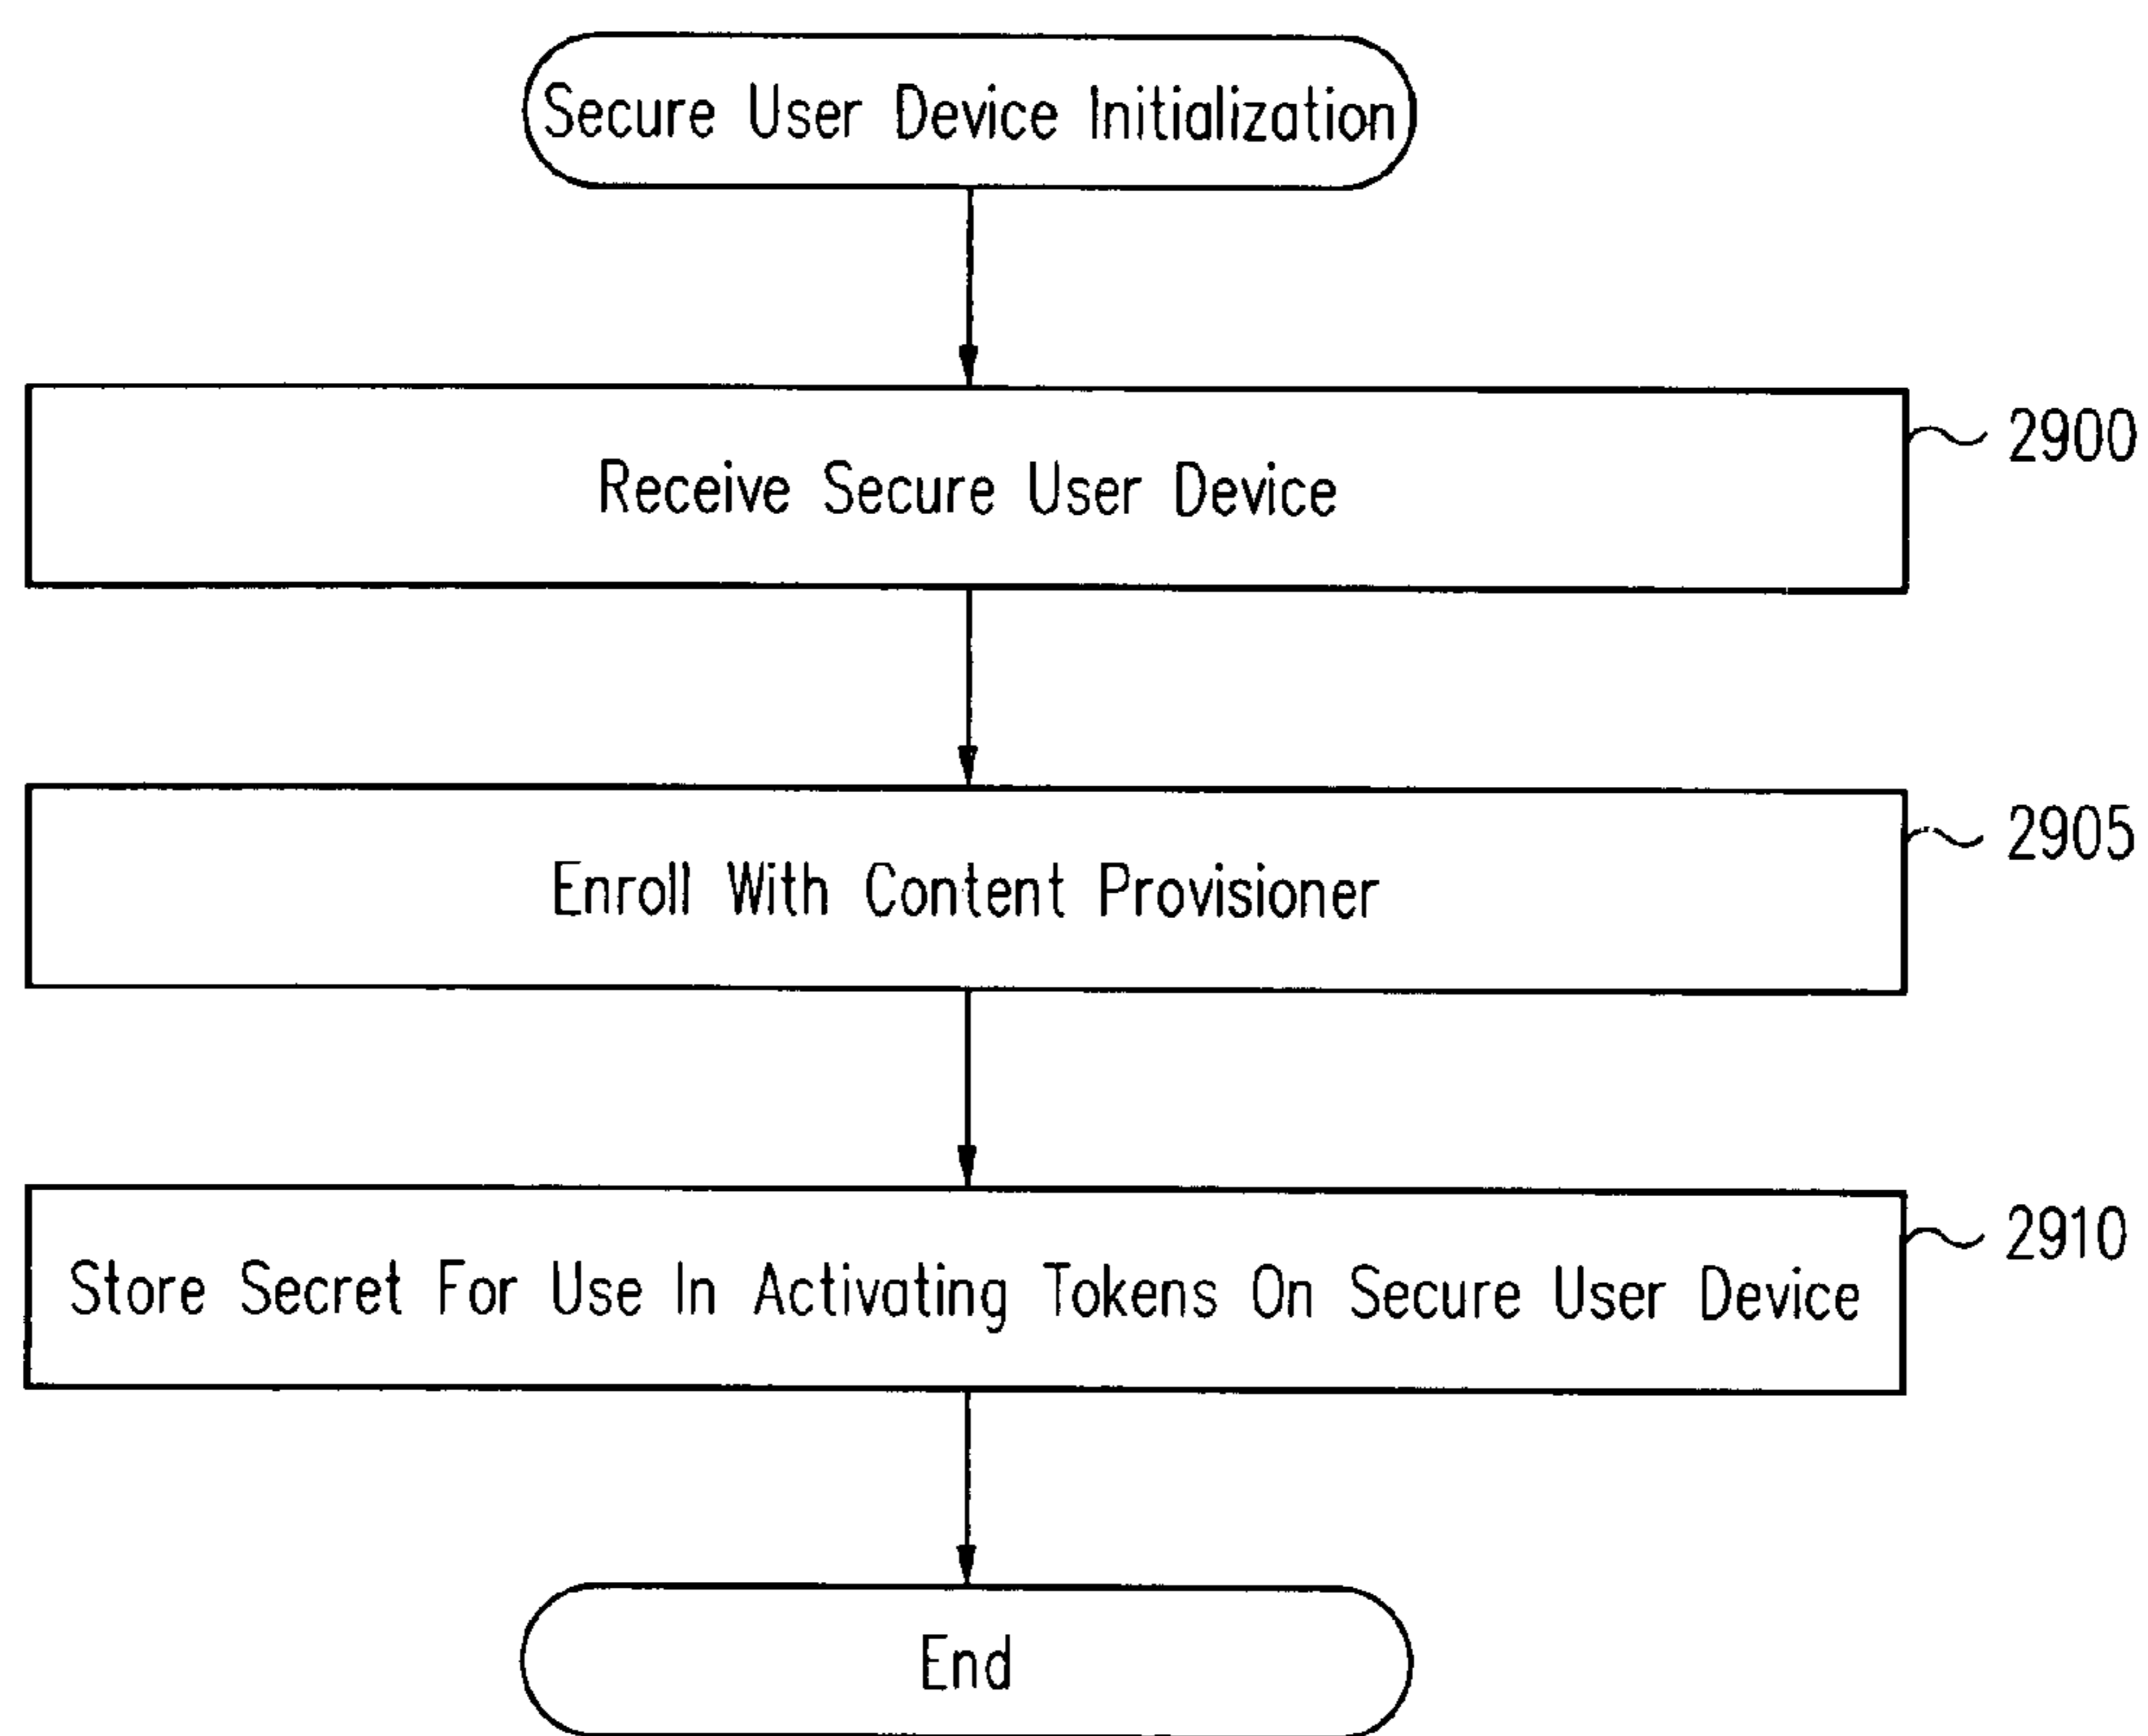 Secure User Device Initialization
Receive Secure User Device
2900
Enroll With Content Provisioner
2905
Store Secret For Use In Activating Tokens On Secure User Device
2910
End